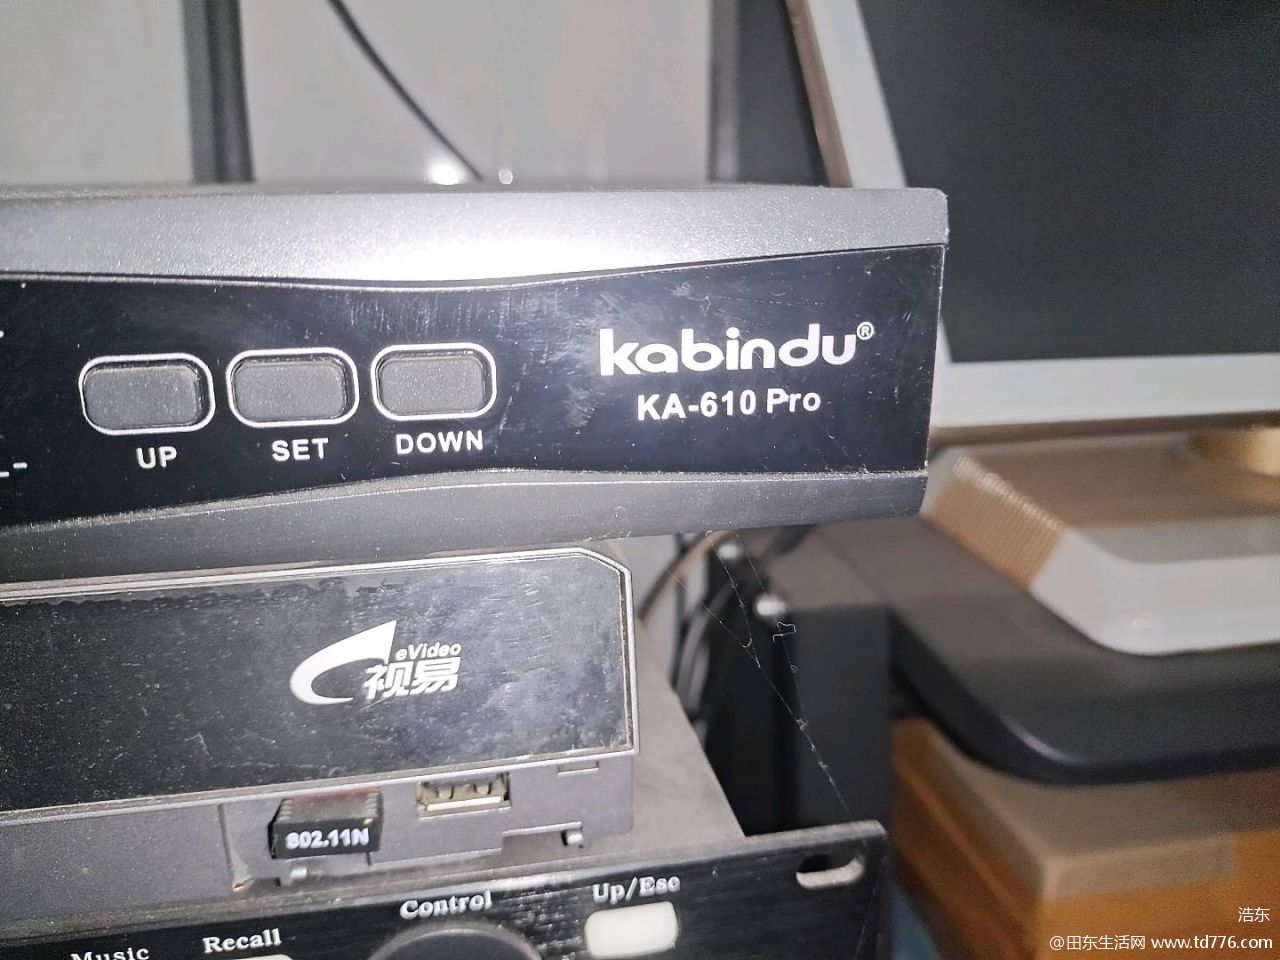 kabindu®
KA-610 Pro
UP
SET
DOWN
eVideo
视易
802.11N
Up/Esc
Control
Recall
Music
浩东
@田东生活网 www.td776.com